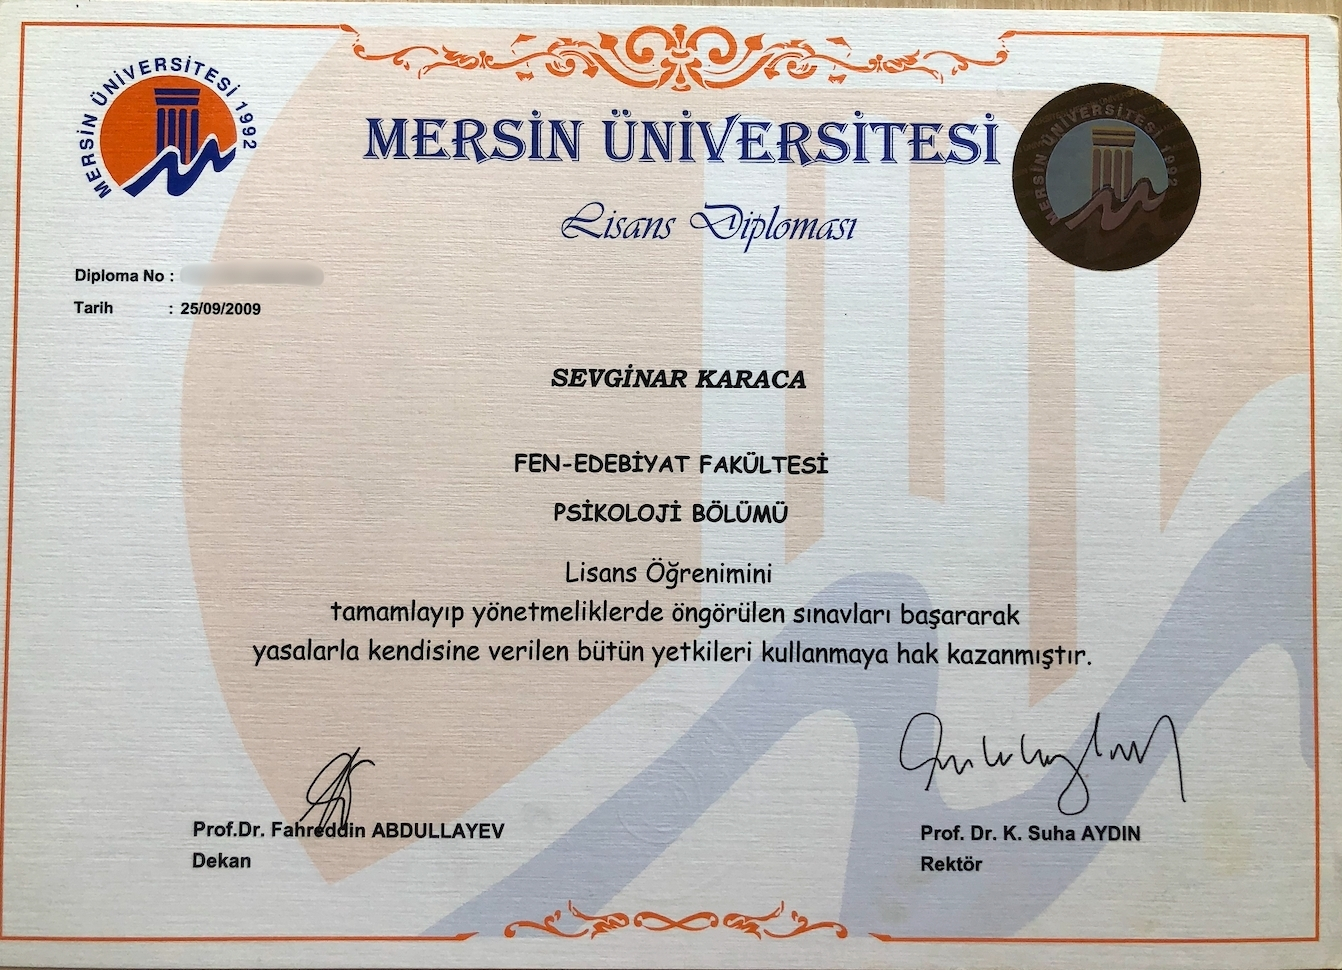 MERSİN ÜNİVERSİTESİ 1992
MERSİN ÜNİVERSİTESİ
MERSİN ÜNİVERSİTESİ 1992
Lisans Diploması
Diploma No :
Tarih : 25/09/2009
SEVGİNAR KARACA
FEN-EDEBİYAT FAKÜLTESİ
PSİKOLOJİ BÖLÜMÜ
Lisans Öğrenimini
tamamlayıp yönetmeliklerde öngörülen sınavları başararak
yasalarla kendisine verilen bütün yetkileri kullanmaya hak kazanmıştır.
Prof.Dr. Fahreddin ABDULLAYEV
Dekan
Prof. Dr. K. Suha AYDIN
Rektör